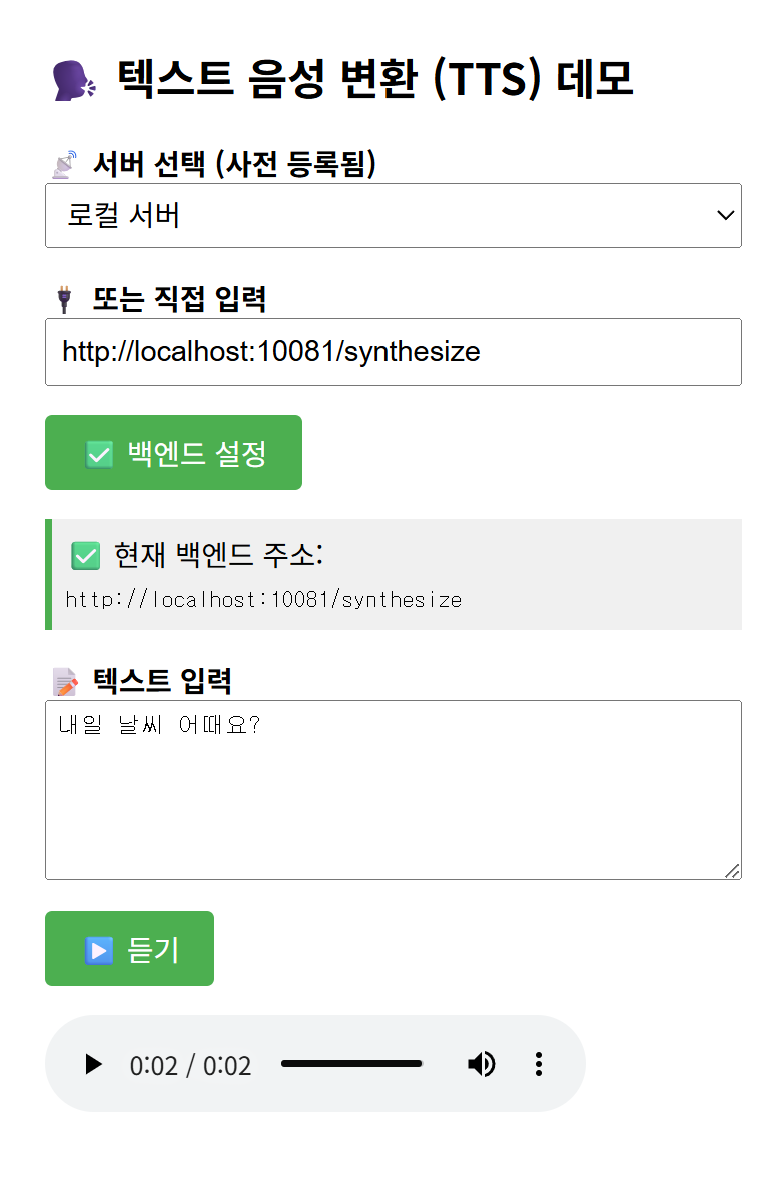 🗣️ 텍스트 음성 변환 (TTS) 데모
📡 서버 선택 (사전 등록됨)
로컬 서버
🔌 또는 직접 입력
http://localhost:10081/synthesize
✅ 백엔드 설정
✅ 현재 백엔드 주소:
http://localhost:10081/synthesize
📝 텍스트 입력
내일 날씨 어때요?
▶️ 듣기
0:02 / 0:02